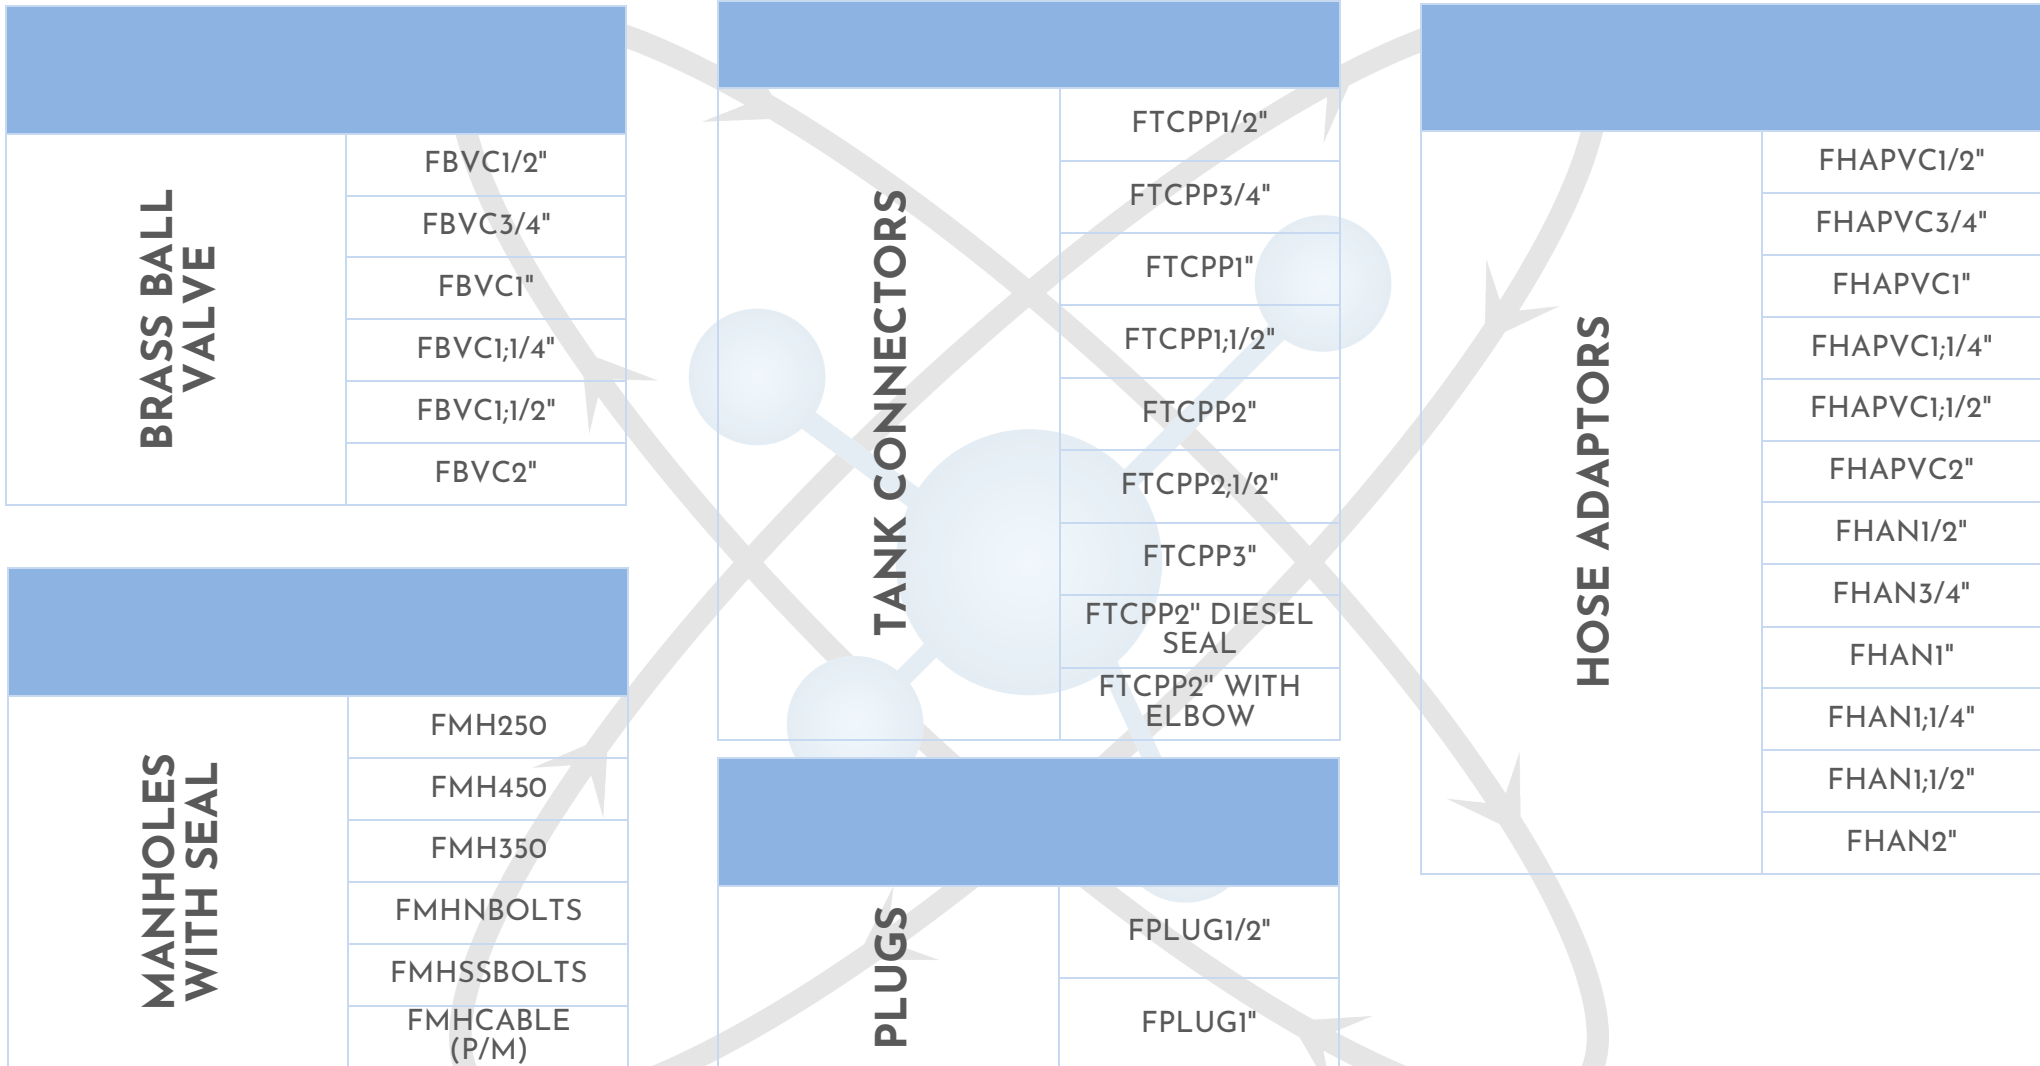 BRASS BALL
VALVE
FBVC1/2"
FBVC3/4"
FBVC1"
FBVC1;1/4"
FBVC1;1/2"
FBVC2"
MANHOLES
WITH SEAL
FMH250
FMH450
FMH350
FMHNBOLTS
FMHSSBOLTS
FMHCABLE
(P/M)
TANK CONNECTORS
FTCPP1/2"
FTCPP3/4"
FTCPP1"
FTCPP1;1/2"
FTCPP2"
FTCPP2;1/2"
FTCPP3"
FTCPP2" DIESEL
SEAL
FTCPP2" WITH
ELBOW
PLUGS
FPLUG1/2"
FPLUG1"
HOSE ADAPTORS
FHAPVC1/2"
FHAPVC3/4"
FHAPVC1"
FHAPVC1;1/4"
FHAPVC1;1/2"
FHAPVC2"
FHAN1/2"
FHAN3/4"
FHAN1"
FHAN1;1/4"
FHAN1;1/2"
FHAN2"